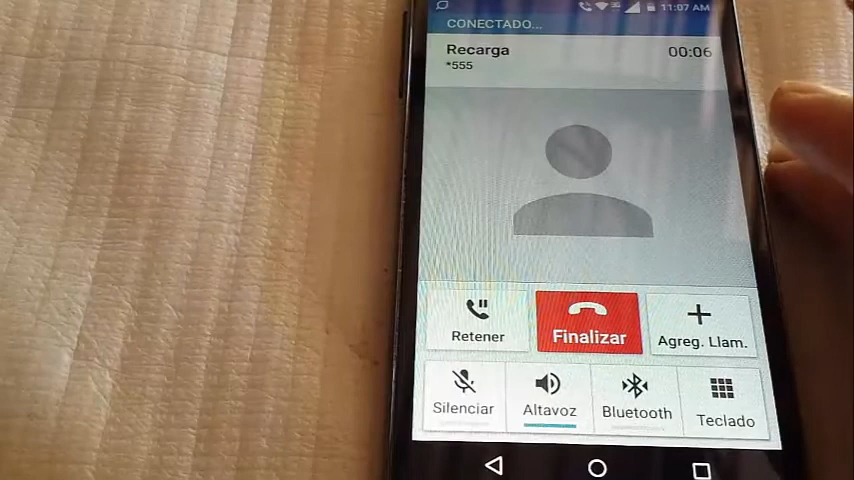 11:07 AM
CONECTADO...
Recarga 00:06
*555
Retener Finalizar Agreg. Llam.
Silenciar Altavoz Bluetooth Teclado